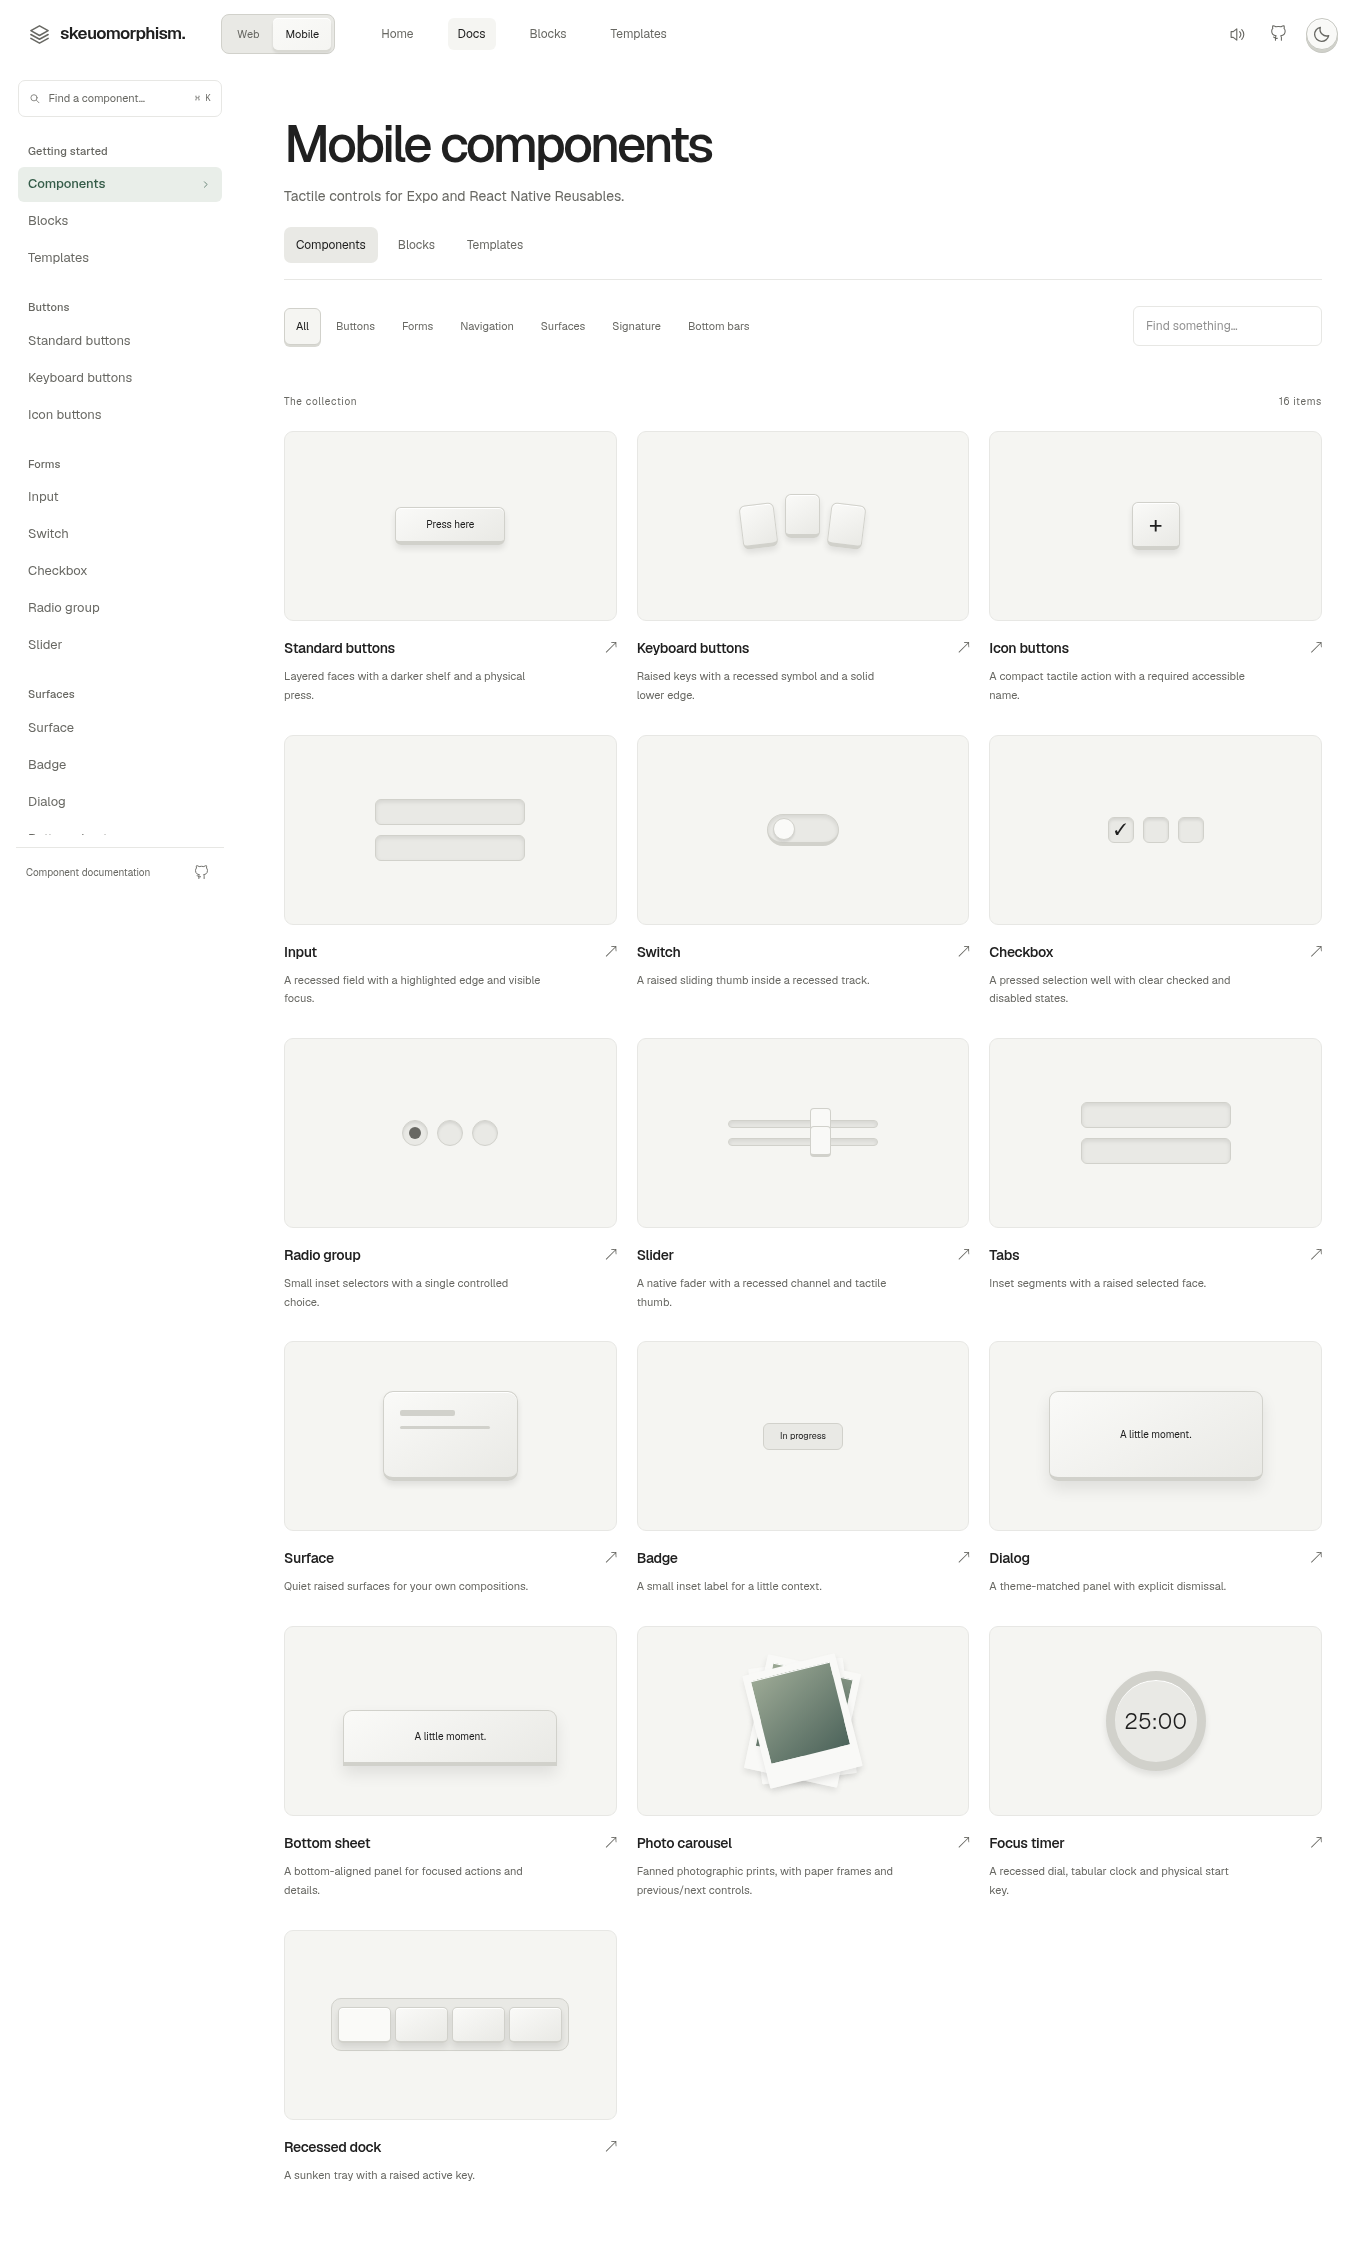 skeuomorphism.
Web
Mobile
Home
Docs
Blocks
Templates
Find a component...
⌘ K
Getting started
Components
Blocks
Templates
Buttons
Standard buttons
Keyboard buttons
Icon buttons
Forms
Input
Switch
Checkbox
Radio group
Slider
Surfaces
Surface
Badge
Dialog
Component documentation
Mobile components
Tactile controls for Expo and React Native Reusables.
Components
Blocks
Templates
All
Buttons
Forms
Navigation
Surfaces
Signature
Bottom bars
Find something...
The collection
16 items
Press here
+
Standard buttons
Layered faces with a darker shelf and a physical
press.
Keyboard buttons
Raised keys with a recessed symbol and a solid
lower edge.
Icon buttons
A compact tactile action with a required accessible
name.
✓
Input
A recessed field with a highlighted edge and visible
focus.
Switch
A raised sliding thumb inside a recessed track.
Checkbox
A pressed selection well with clear checked and
disabled states.
Radio group
Small inset selectors with a single controlled
choice.
Slider
A native fader with a recessed channel and tactile
thumb.
Tabs
Inset segments with a raised selected face.
In progress
A little moment.
Surface
Quiet raised surfaces for your own compositions.
Badge
A small inset label for a little context.
Dialog
A theme-matched panel with explicit dismissal.
A little moment.
25:00
Bottom sheet
A bottom-aligned panel for focused actions and
details.
Photo carousel
Fanned photographic prints, with paper frames and
previous/next controls.
Focus timer
A recessed dial, tabular clock and physical start
key.
Recessed dock
A sunken tray with a raised active key.